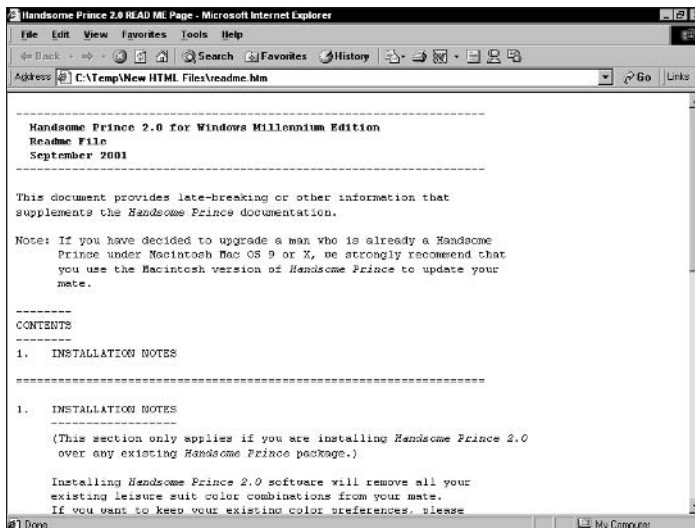 Handsome Prince 2.0 READ ME Page - Microsoft Internet Explorer
File Edit View Favorites Tools Help
Back Search Favorites History
Address C:\Temp\New HTML Files\readme.htm Go Links
------------------------------------------------------------------
Handsome Prince 2.0 for Windows Millennium Edition
Readme File
September 2001
------------------------------------------------------------------
This document provides late-breaking or other information that
supplements the Handsome Prince documentation.
Note: If you have decided to upgrade a man who is already a Handsome
Prince under Macintosh Mac OS 9 or X, we strongly recommend that
you use the Macintosh version of Handsome Prince to update your
mate.
--------
CONTENTS
--------
1. INSTALLATION NOTES
==================================================================
1. INSTALLATION NOTES
------------------
(This section only applies if you are installing Handsome Prince 2.0
over any existing Handsome Prince package.)
Installing Handsome Prince 2.0 software will remove all your
existing leisure suit color combinations from your mate.
If you want to keep your existing color preferences, please
Done My Computer